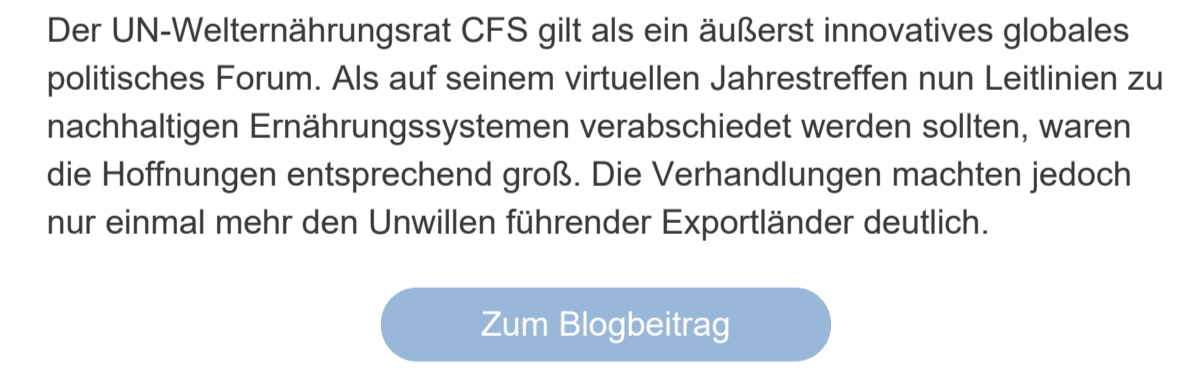 Der UN-Welternährungsrat CFS gilt als ein äußerst innovatives globales
politisches Forum. Als auf seinem virtuellen Jahrestreffen nun Leitlinien zu
nachhaltigen Ernährungssystemen verabschiedet werden sollten, waren
die Hoffnungen entsprechend groß. Die Verhandlungen machten jedoch
nur einmal mehr den Unwillen führender Exportländer deutlich.
Zum Blogbeitrag